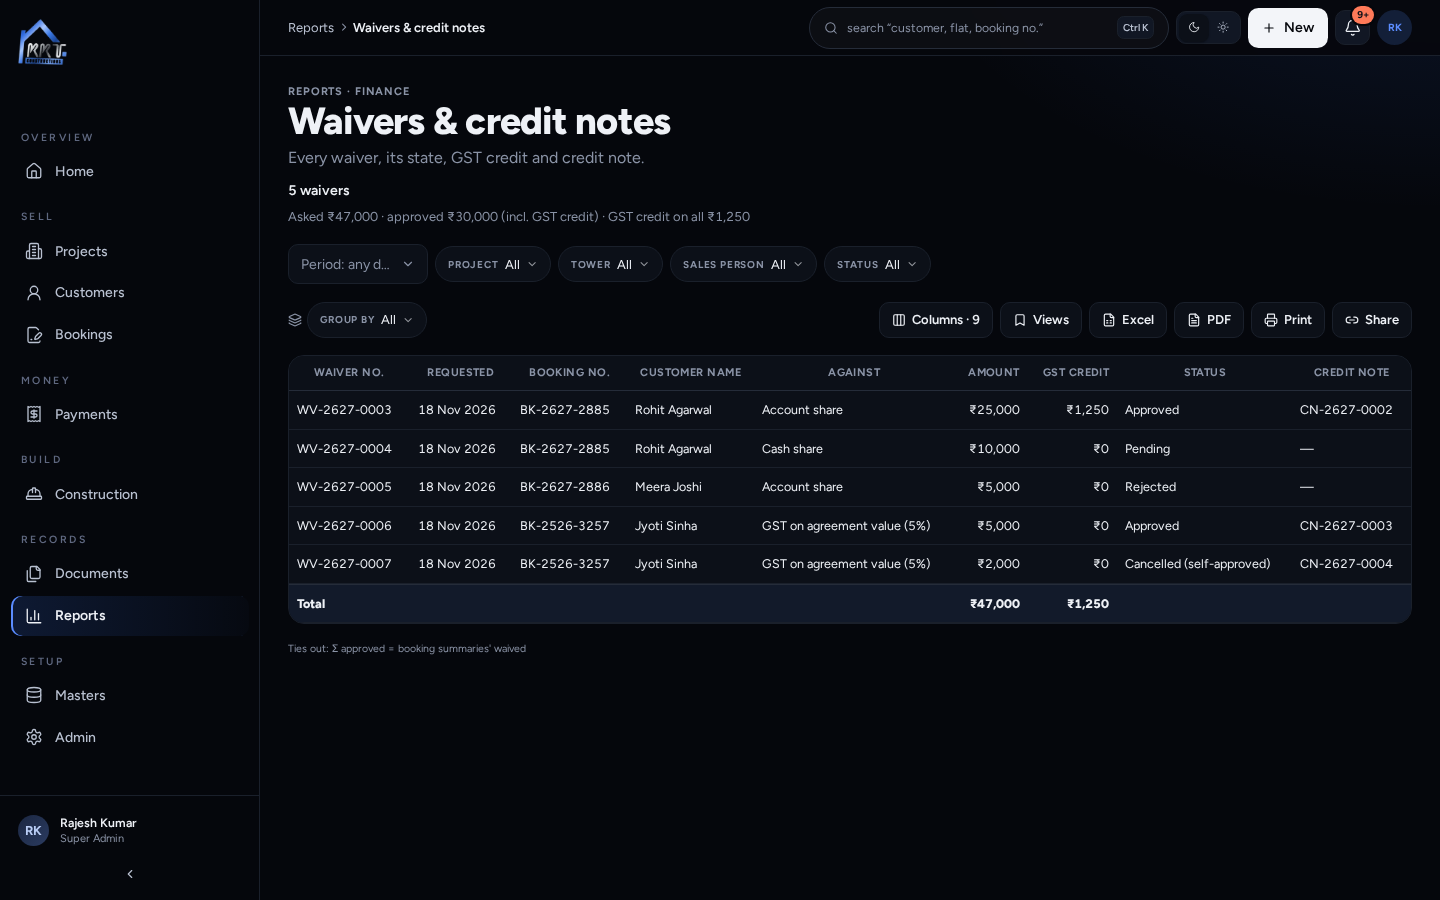 Reports > Waivers & credit notes
search “customer, flat, booking no.”
Ctrl K
New
9+
RK
OVERVIEW
Home
SELL
Projects
Customers
Bookings
MONEY
Payments
BUILD
Construction
RECORDS
Documents
Reports
SETUP
Masters
Admin
RK
Rajesh Kumar
Super Admin
REPORTS · FINANCE
Waivers & credit notes
Every waiver, its state, GST credit and credit note.
5 waivers
Asked ₹47,000 · approved ₹30,000 (incl. GST credit) · GST credit on all ₹1,250
Period: any d... PROJECT All TOWER All SALES PERSON All STATUS All
GROUP BY All Columns · 9 Views Excel PDF Print Share
WAIVER NO. REQUESTED BOOKING NO. CUSTOMER NAME AGAINST AMOUNT GST CREDIT STATUS CREDIT NOTE
WV-2627-0003 18 Nov 2026 BK-2627-2885 Rohit Agarwal Account share ₹25,000 ₹1,250 Approved CN-2627-0002
WV-2627-0004 18 Nov 2026 BK-2627-2885 Rohit Agarwal Cash share ₹10,000 ₹0 Pending —
WV-2627-0005 18 Nov 2026 BK-2627-2886 Meera Joshi Account share ₹5,000 ₹0 Rejected —
WV-2627-0006 18 Nov 2026 BK-2526-3257 Jyoti Sinha GST on agreement value (5%) ₹5,000 ₹0 Approved CN-2627-0003
WV-2627-0007 18 Nov 2026 BK-2526-3257 Jyoti Sinha GST on agreement value (5%) ₹2,000 ₹0 Cancelled (self-approved) CN-2627-0004
Total ₹47,000 ₹1,250
Ties out: Σ approved = booking summaries' waived